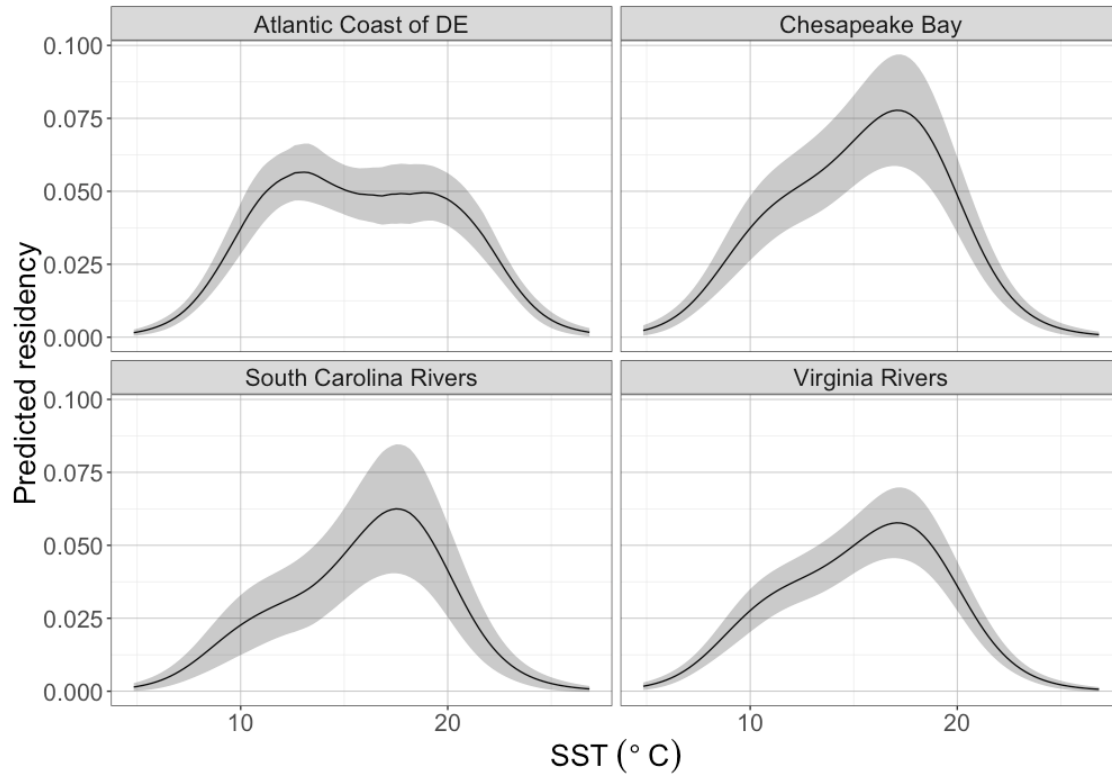 Atlantic Coast of DE
Chesapeake Bay
0.100
0.075
0.050
0.025
0.000
South Carolina Rivers
Virginia Rivers
0.100
0.075
0.050
0.025
0.000
Predicted residency
10
20
10
20
SST (° C)